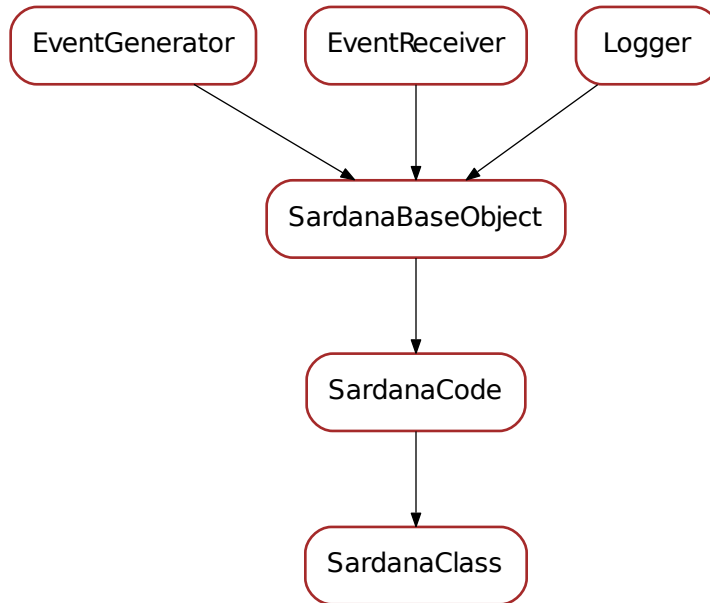 EventGenerator
EventReceiver
Logger
SardanaBaseObject
SardanaCode
SardanaClass